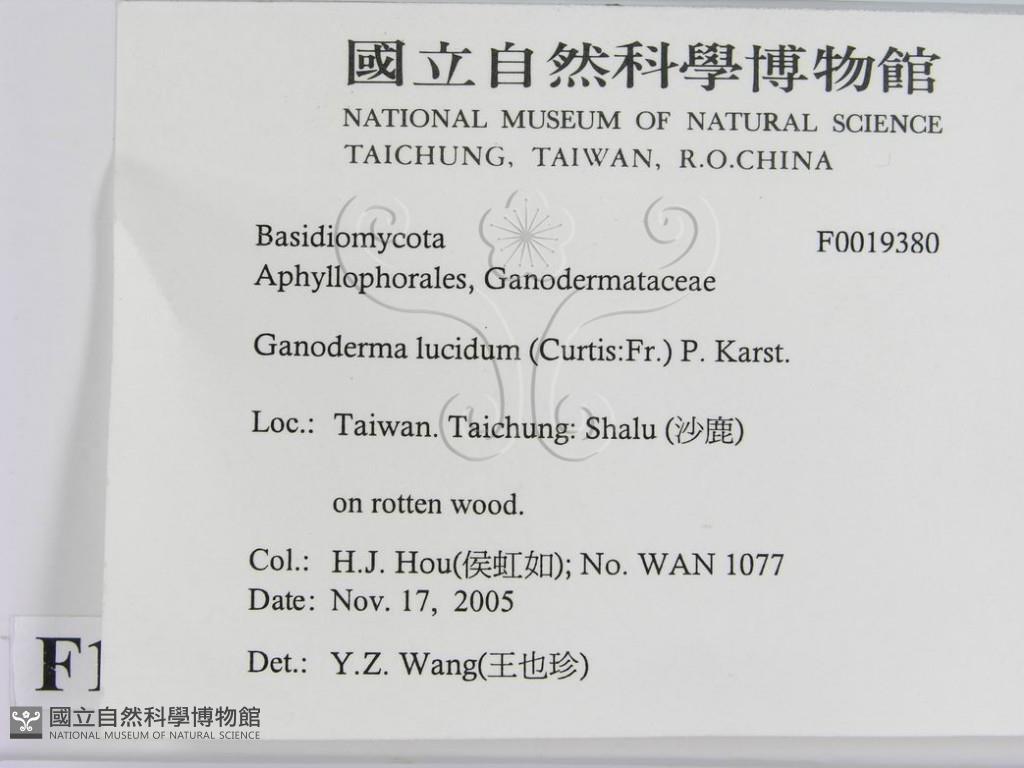 國立自然科學博物館
NATIONAL MUSEUM OF NATURAL SCIENCE
TAICHUNG, TAIWAN, R.O.CHINA
Basidiomycota F0019380
Aphyllophorales, Ganodermataceae
Ganoderma lucidum (Curtis:Fr.) P. Karst.
Loc.: Taiwan. Taichung: Shalu (沙鹿)
on rotten wood.
Col.: H.J. Hou(侯虹如); No. WAN 1077
Date: Nov. 17, 2005
Det.: Y.Z. Wang(王也珍)
F1
國立自然科學博物館
NATIONAL MUSEUM OF NATURAL SCIENCE